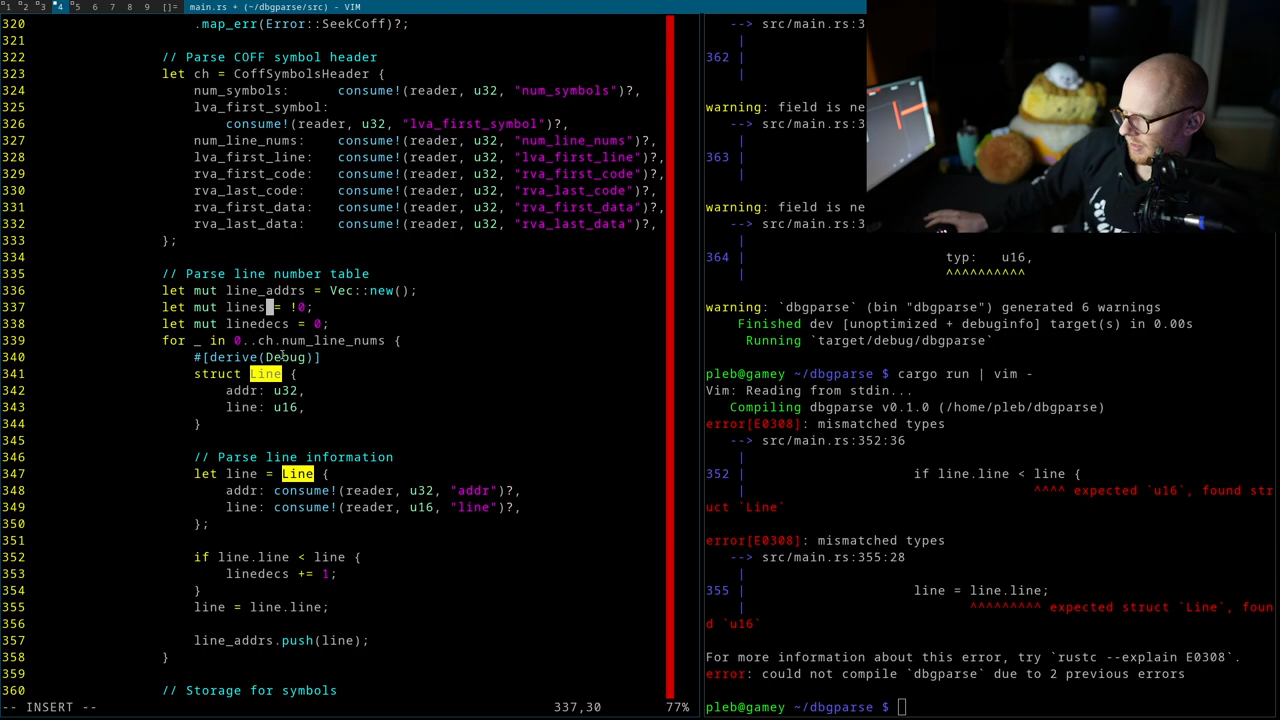 1 2 3 4 5 6 7 8 9 []= main.rs + (~/dbgparse/src) - VIM
320 .map_err(Error::SeekCoff)?;
321
322 // Parse COFF symbol header
323 let ch = CoffSymbolsHeader {
324 num_symbols: consume!(reader, u32, "num_symbols")?,
325 lva_first_symbol:
326 consume!(reader, u32, "lva_first_symbol")?,
327 num_line_nums: consume!(reader, u32, "num_line_nums")?,
328 lva_first_line: consume!(reader, u32, "lva_first_line")?,
329 rva_first_code: consume!(reader, u32, "rva_first_code")?,
330 rva_last_code: consume!(reader, u32, "rva_last_code")?,
331 rva_first_data: consume!(reader, u32, "rva_first_data")?,
332 rva_last_data: consume!(reader, u32, "rva_last_data")?,
333 };
334
335 // Parse line number table
336 let mut line_addrs = Vec::new();
337 let mut lines = !0;
338 let mut linedecs = 0;
339 for _ in 0..ch.num_line_nums {
340 #[derive(Debug)]
341 struct Line {
342 addr: u32,
343 line: u16,
344 }
345
346 // Parse line information
347 let line = Line {
348 addr: consume!(reader, u32, "addr")?,
349 line: consume!(reader, u16, "line")?,
350 };
351
352 if line.line < line {
353 linedecs += 1;
354 }
355 line = line.line;
356
357 line_addrs.push(line);
358 }
359
360 // Storage for symbols
-- INSERT -- 337,30 77%
--> src/main.rs:3
|
362 |
|
warning: field is ne
--> src/main.rs:3
|
363 |
|
warning: field is ne
--> src/main.rs:3
|
364 | typ: u16,
| ^^^^^^^^^^
warning: `dbgparse` (bin "dbgparse") generated 6 warnings
Finished dev [unoptimized + debuginfo] target(s) in 0.00s
Running `target/debug/dbgparse`
pleb@gamey ~/dbgparse $ cargo run | vim -
Vim: Reading from stdin...
Compiling dbgparse v0.1.0 (/home/pleb/dbgparse)
error[E0308]: mismatched types
--> src/main.rs:352:36
|
352 | if line.line < line {
| ^^^^ expected `u16`, found str
uct `Line`
error[E0308]: mismatched types
--> src/main.rs:355:28
|
355 | line = line.line;
| ^^^^^^^^^ expected struct `Line`, foun
d `u16`
For more information about this error, try `rustc --explain E0308`.
error: could not compile `dbgparse` due to 2 previous errors
pleb@gamey ~/dbgparse $